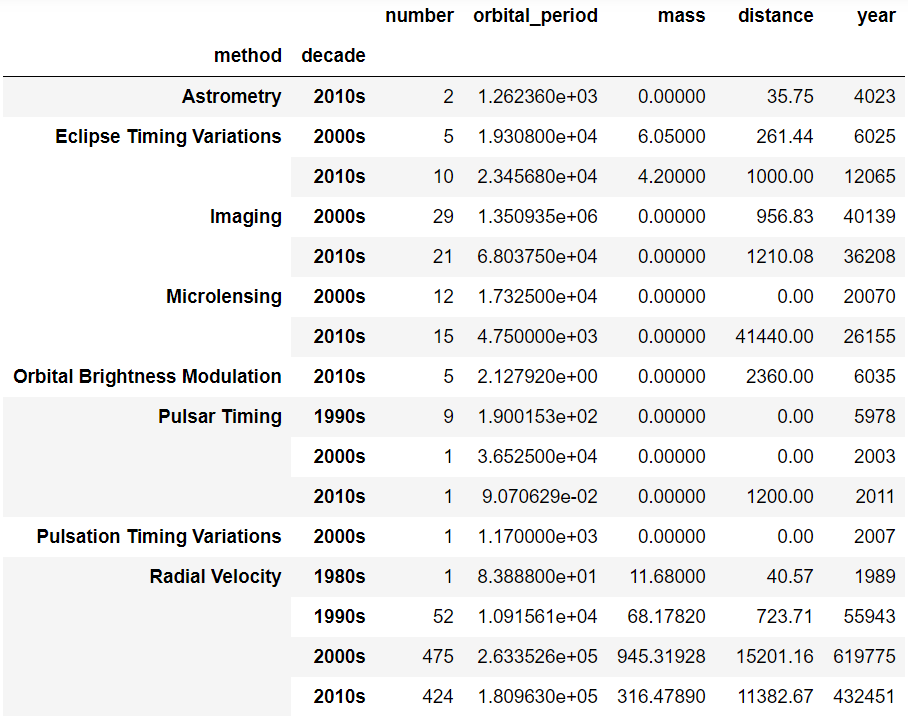 number orbital_period mass distance year
method decade
Astrometry 2010s 2 1.262360e+03 0.00000 35.75 4023
Eclipse Timing Variations 2000s 5 1.930800e+04 6.05000 261.44 6025
2010s 10 2.345680e+04 4.20000 1000.00 12065
Imaging 2000s 29 1.350935e+06 0.00000 956.83 40139
2010s 21 6.803750e+04 0.00000 1210.08 36208
Microlensing 2000s 12 1.732500e+04 0.00000 0.00 20070
2010s 15 4.750000e+03 0.00000 41440.00 26155
Orbital Brightness Modulation 2010s 5 2.127920e+00 0.00000 2360.00 6035
Pulsar Timing 1990s 9 1.900153e+02 0.00000 0.00 5978
2000s 1 3.652500e+04 0.00000 0.00 2003
2010s 1 9.070629e-02 0.00000 1200.00 2011
Pulsation Timing Variations 2000s 1 1.170000e+03 0.00000 0.00 2007
Radial Velocity 1980s 1 8.388800e+01 11.68000 40.57 1989
1990s 52 1.091561e+04 68.17820 723.71 55943
2000s 475 2.633526e+05 945.31928 15201.16 619775
2010s 424 1.809630e+05 316.47890 11382.67 432451